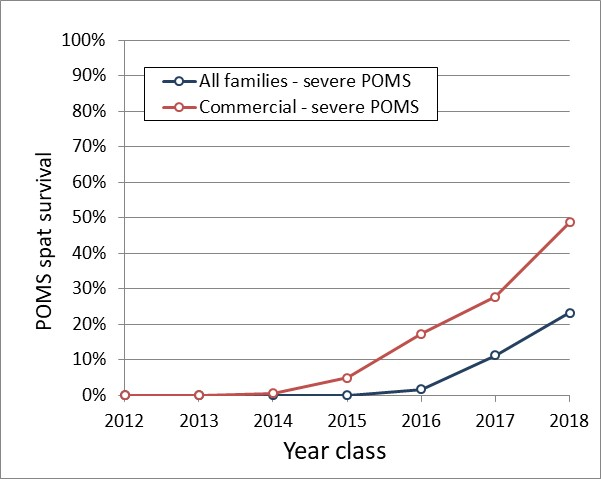 100%
90%
80%
70%
60%
50%
40%
30%
20%
10%
0%
POMS spat survival
All families - severe POMS
Commercial - severe POMS
2012 2013 2014 2015 2016 2017 2018
Year class